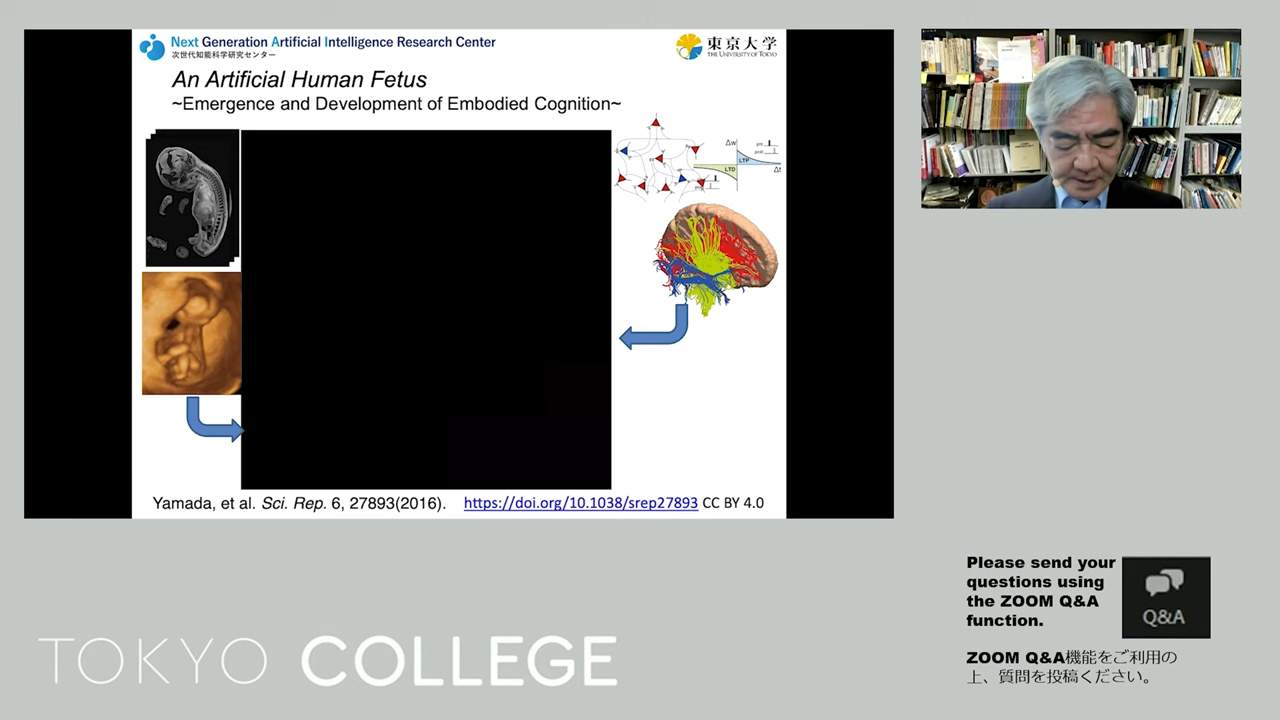 Next Generation Artificial Intelligence Research Center
次世代知能科学研究センター
東京大学
THE UNIVERSITY OF TOKYO
An Artificial Human Fetus
~Emergence and Development of Embodied Cognition~
Δw
LTP
LTD
Δt
Yamada, et al. Sci. Rep. 6, 27893(2016). https://doi.org/10.1038/srep27893 CC BY 4.0
Please send your
questions using
the ZOOM Q&A
function.
Q&A
ZOOM Q&A機能をご利用の
上、質問を投稿ください。
TOKYO COLLEGE